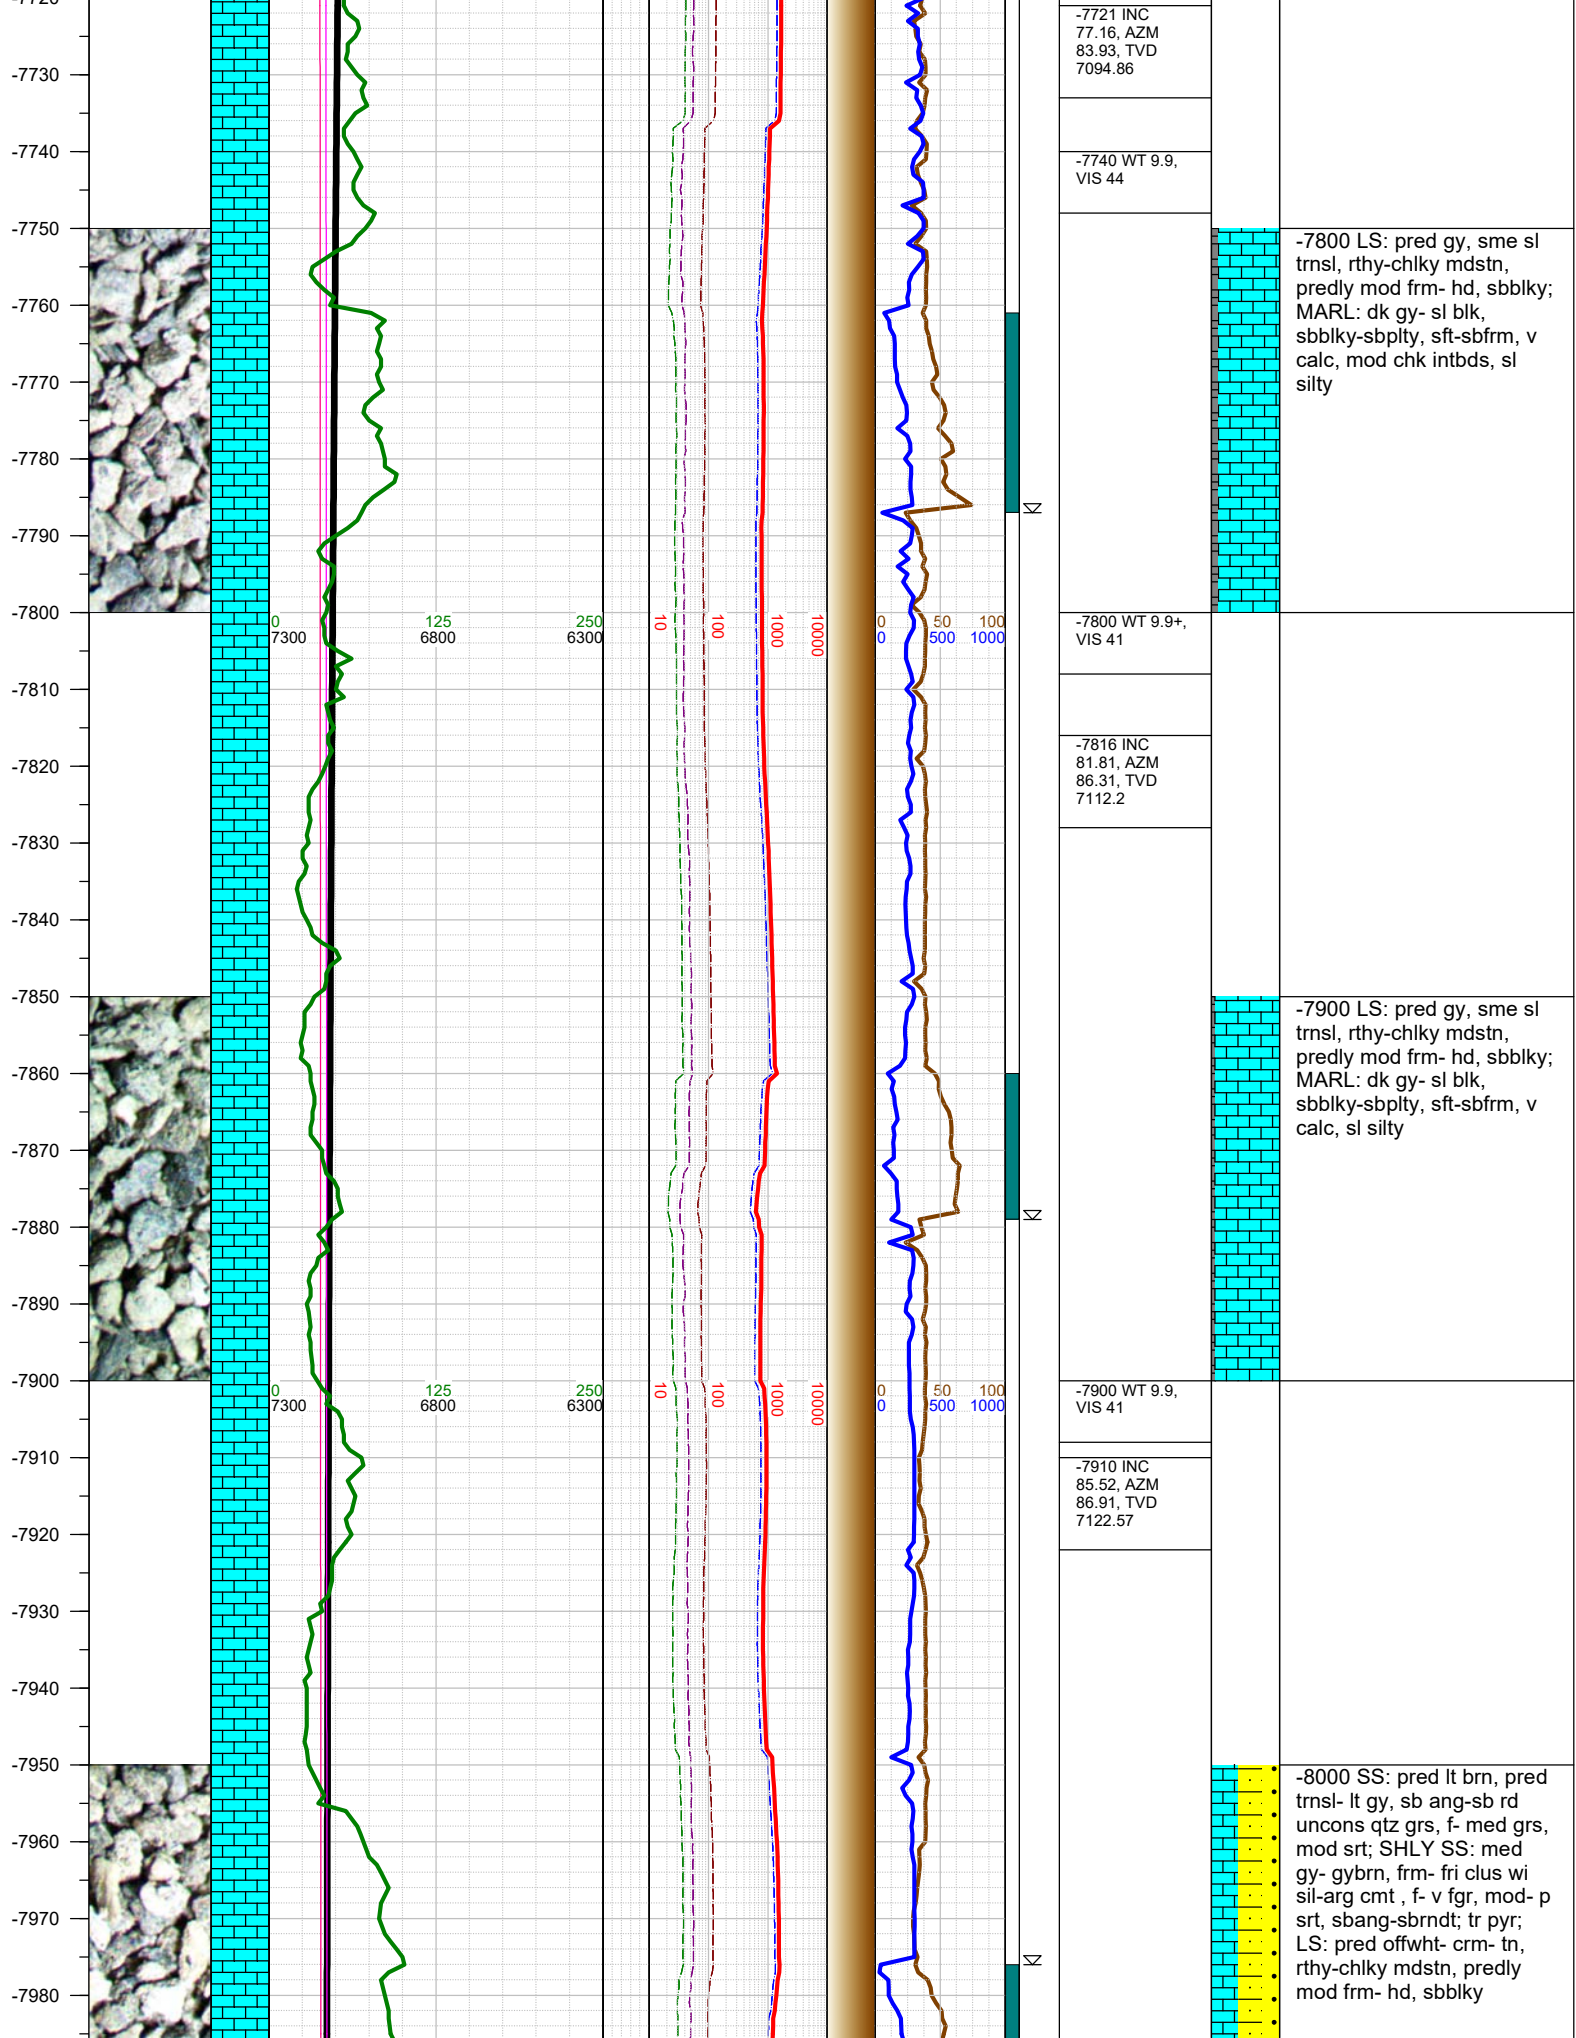 -7720
-7730
-7740
-7750
-7760
-7770
-7780
-7790
-7800
-7810
-7820
-7830
-7840
-7850
-7860
-7870
-7880
-7890
-7900
-7910
-7920
-7930
-7940
-7950
-7960
-7970
-7980
0 125 250
7300 6800 6300
10 100 1000 10000
0 50 100
0 500 1000
0 125 250
7300 6800 6300
10 100 1000 10000
0 50 100
0 500 1000
-7721 INC
77.16, AZM
83.93, TVD
7094.86
-7740 WT 9.9,
VIS 44
-7800 WT 9.9+,
VIS 41
-7816 INC
81.81, AZM
86.31, TVD
7112.2
-7900 WT 9.9,
VIS 41
-7910 INC
85.52, AZM
86.91, TVD
7122.57
-7800 LS: pred gy, sme sl
trnsl, rthy-chlky mdstn,
predly mod frm- hd, sbblky;
MARL: dk gy- sl blk,
sbblky-sbplty, sft-sbfrm, v
calc, mod chk intbds, sl
silty
-7900 LS: pred gy, sme sl
trnsl, rthy-chlky mdstn,
predly mod frm- hd, sbblky;
MARL: dk gy- sl blk,
sbblky-sbplty, sft-sbfrm, v
calc, sl silty
-8000 SS: pred lt brn, pred
trnsl- lt gy, sb ang-sb rd
uncons qtz grs, f- med grs,
mod srt; SHLY SS: med
gy- gybrn, frm- fri clus wi
sil-arg cmt , f- v fgr, mod- p
srt, sbang-sbrndt; tr pyr;
LS: pred offwht- crm- tn,
rthy-chlky mdstn, predly
mod frm- hd, sbblky